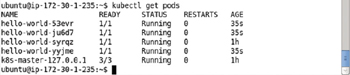 ubuntu@ip-172-30-1-235:~$ kubectl get pods
NAME READY STATUS RESTARTS AGE
hello-world-53evr 1/1 Running 0 35s
hello-world-ju6d7 1/1 Running 0 35s
hello-world-syrqz 1/1 Running 0 1h
hello-world-yyjme 1/1 Running 0 35s
k8s-master-127.0.0.1 3/3 Running 0 1h
ubuntu@ip-172-30-1-235:~$